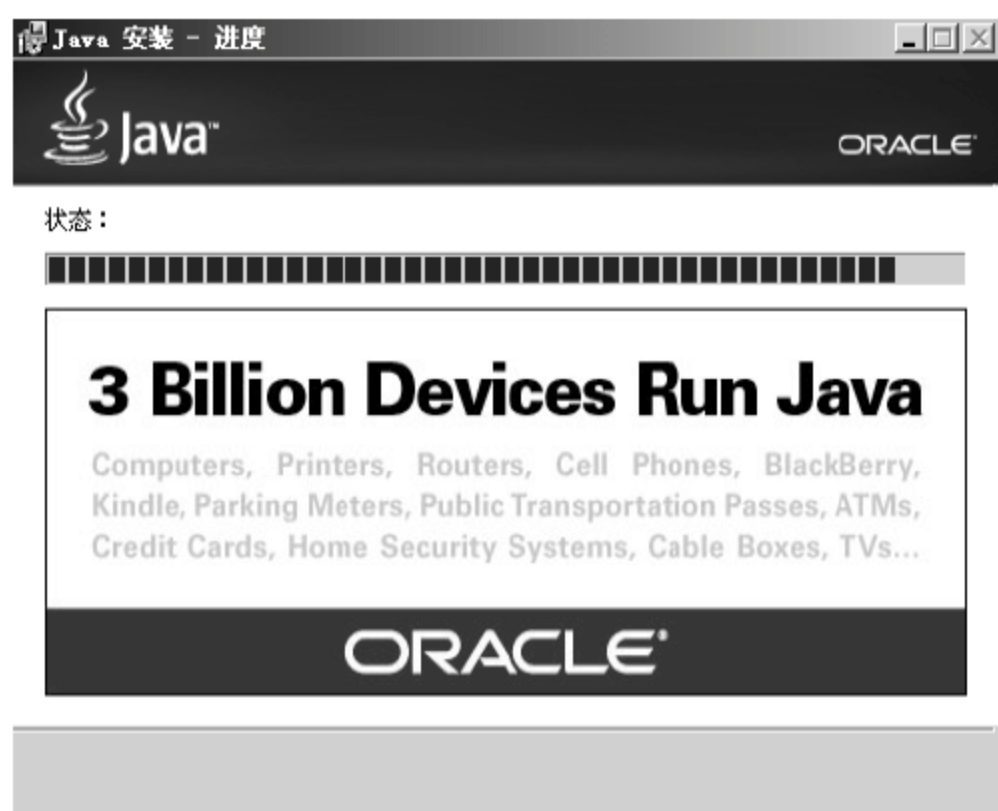 Java 安装 - 进度
Java™
ORACLE®
状态：
3 Billion Devices Run Java
Computers, Printers, Routers, Cell Phones, BlackBerry,
Kindle, Parking Meters, Public Transportation Passes, ATMs,
Credit Cards, Home Security Systems, Cable Boxes, TVs...
ORACLE®